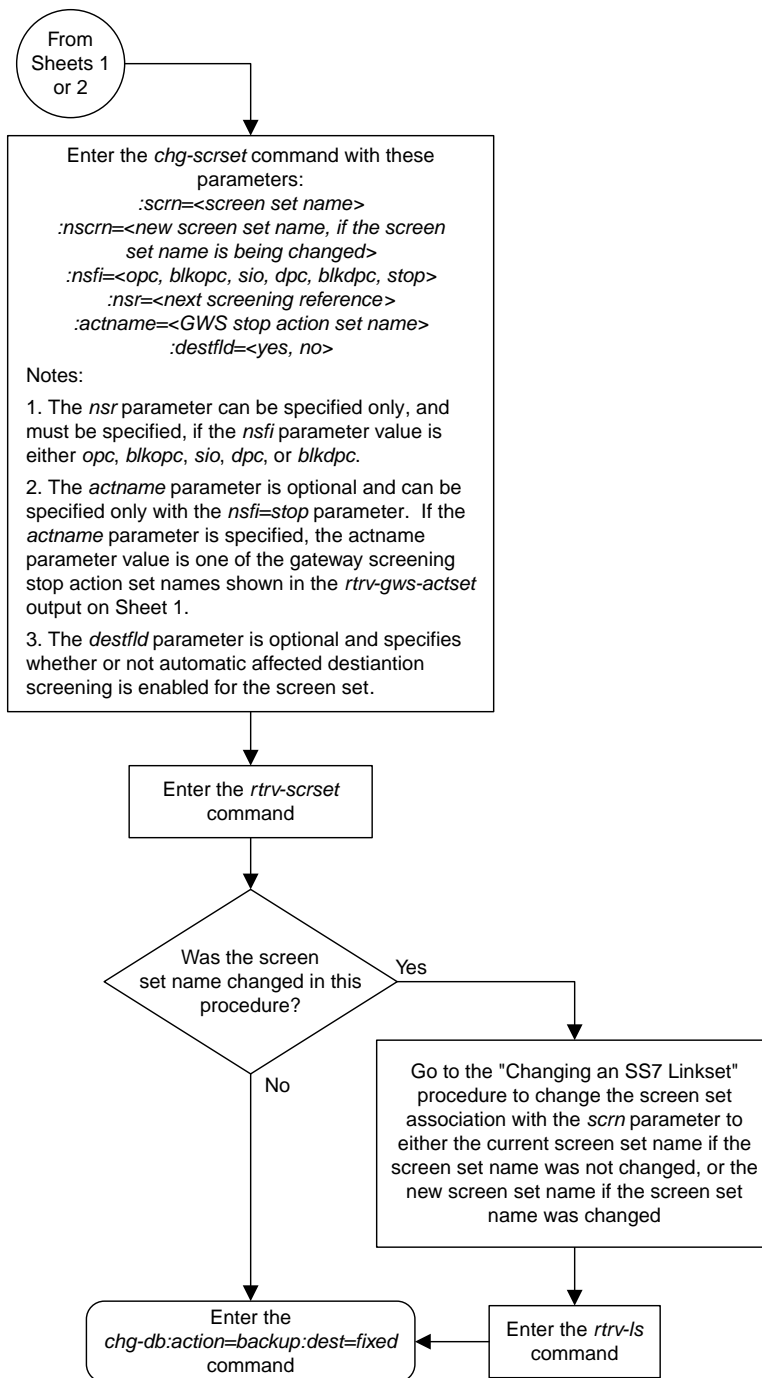 From
Sheets 1
or 2
Enter the chg-scrset command with these
parameters:
:scrn=<screen set name>
:nscrn=<new screen set name, if the screen
set name is being changed>
:nsfi=<opc, blkopc, sio, dpc, blkdpc, stop>
:nsr=<next screening reference>
:actname=<GWS stop action set name>
:destfld=<yes, no>
Notes:
1. The nsr parameter can be specified only, and
must be specified, if the nsfi parameter value is
either opc, blkopc, sio, dpc, or blkdpc.
2. The actname parameter is optional and can be
specified only with the nsfi=stop parameter. If the
actname parameter is specified, the actname
parameter value is one of the gateway screening
stop action set names shown in the rtrv-gws-actset
output on Sheet 1.
3. The destfld parameter is optional and specifies
whether or not automatic affected destiantion
screening is enabled for the screen set.
Enter the rtrv-scrset
command
Was the screen
set name changed in this
procedure?
Yes
No
Go to the "Changing an SS7 Linkset"
procedure to change the screen set
association with the scrn parameter to
either the current screen set name if the
screen set name was not changed, or the
new screen set name if the screen set
name was changed
Enter the rtrv-ls
command
Enter the
chg-db:action=backup:dest=fixed
command